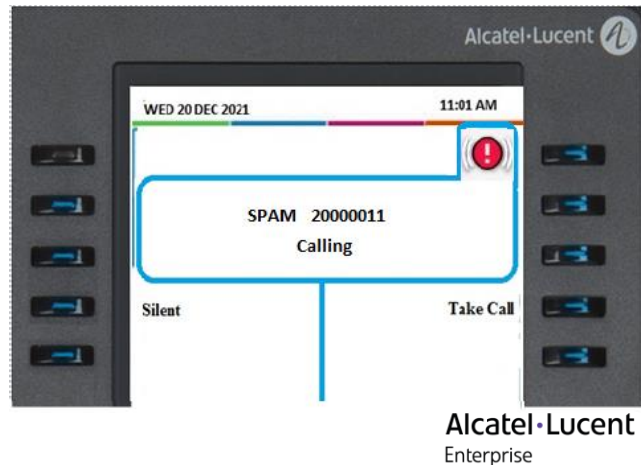 Alcatel·Lucent
WED 20 DEC 2021 11:01 AM
SPAM 20000011
Calling
Silent Take Call
Alcatel·Lucent
Enterprise